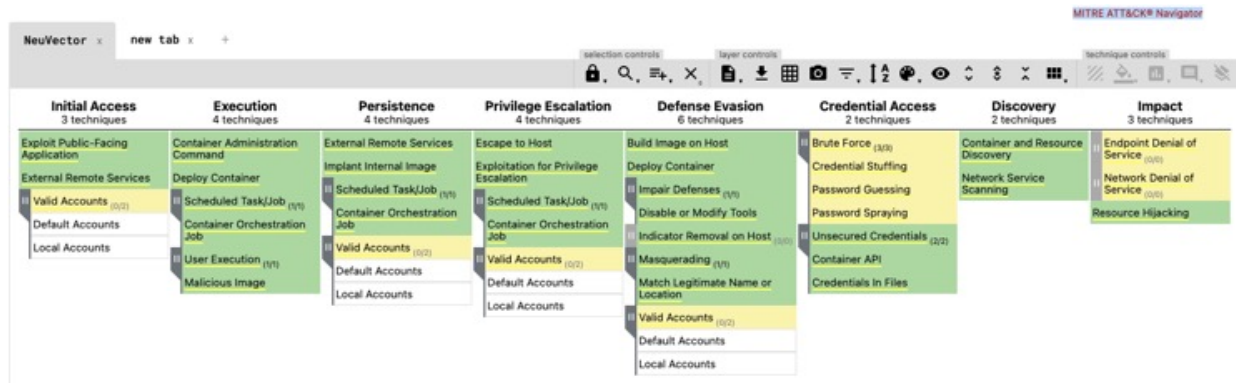 MITRE ATT&CK® Navigator
NeuVector x
new tab x +
selection controls
layer controls
technique controls
Initial Access
3 techniques
Exploit Public-Facing
Application
External Remote Services
Valid Accounts (0/2)
Default Accounts
Local Accounts
Execution
4 techniques
Container Administration
Command
Deploy Container
Scheduled Task/Job (1/1)
Container Orchestration
Job
User Execution (1/1)
Malicious Image
Persistence
4 techniques
External Remote Services
Implant Internal Image
Scheduled Task/Job (1/1)
Container Orchestration
Job
Valid Accounts (0/2)
Default Accounts
Local Accounts
Privilege Escalation
4 techniques
Escape to Host
Exploitation for Privilege
Escalation
Scheduled Task/Job (1/1)
Container Orchestration
Job
Valid Accounts (0/2)
Default Accounts
Local Accounts
Defense Evasion
6 techniques
Build Image on Host
Deploy Container
Impair Defenses (1/1)
Disable or Modify Tools
Indicator Removal on Host (0/0)
Masquerading (1/1)
Match Legitimate Name or
Location
Valid Accounts (0/2)
Default Accounts
Local Accounts
Credential Access
2 techniques
Brute Force (3/3)
Credential Stuffing
Password Guessing
Password Spraying
Unsecured Credentials (2/2)
Container API
Credentials In Files
Discovery
2 techniques
Container and Resource
Discovery
Network Service
Scanning
Impact
3 techniques
Endpoint Denial of
Service (0/0)
Network Denial of
Service (0/0)
Resource Hijacking